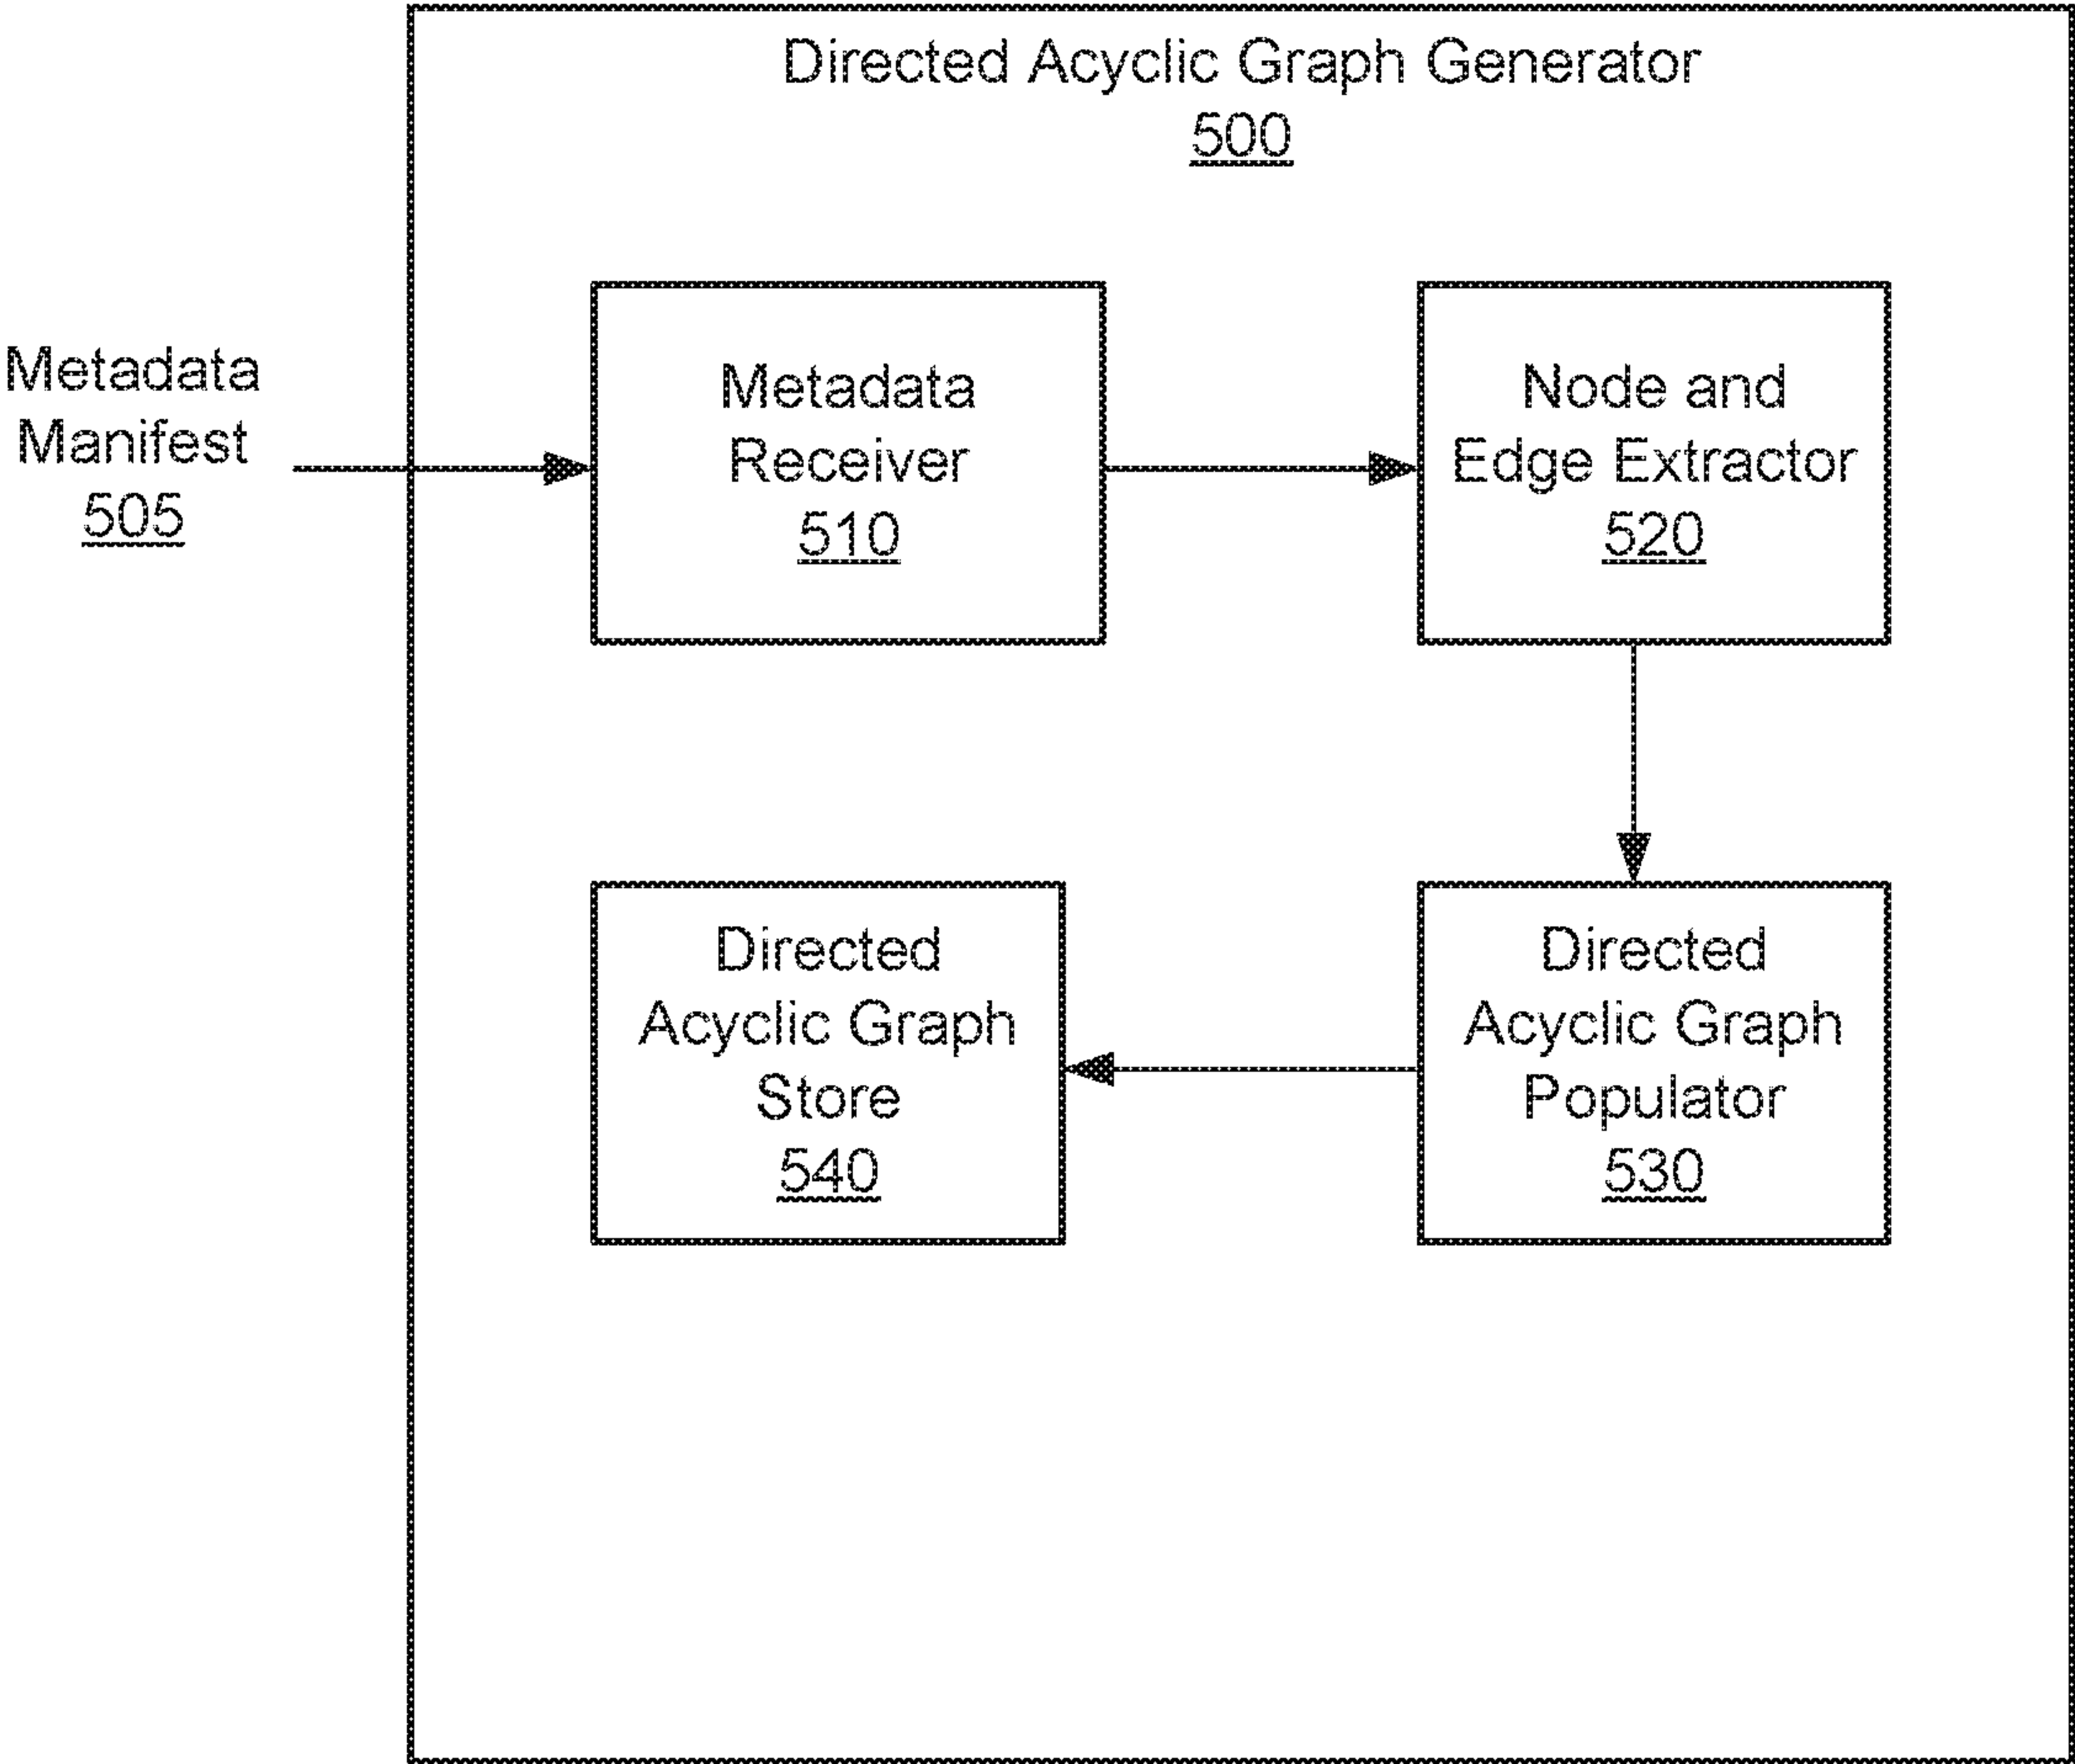 Directed Acyclic Graph Generator
500
Metadata
Manifest
505
Metadata
Receiver
510
Node and
Edge Extractor
520
Directed
Acyclic Graph
Store
540
Directed
Acyclic Graph
Populator
530